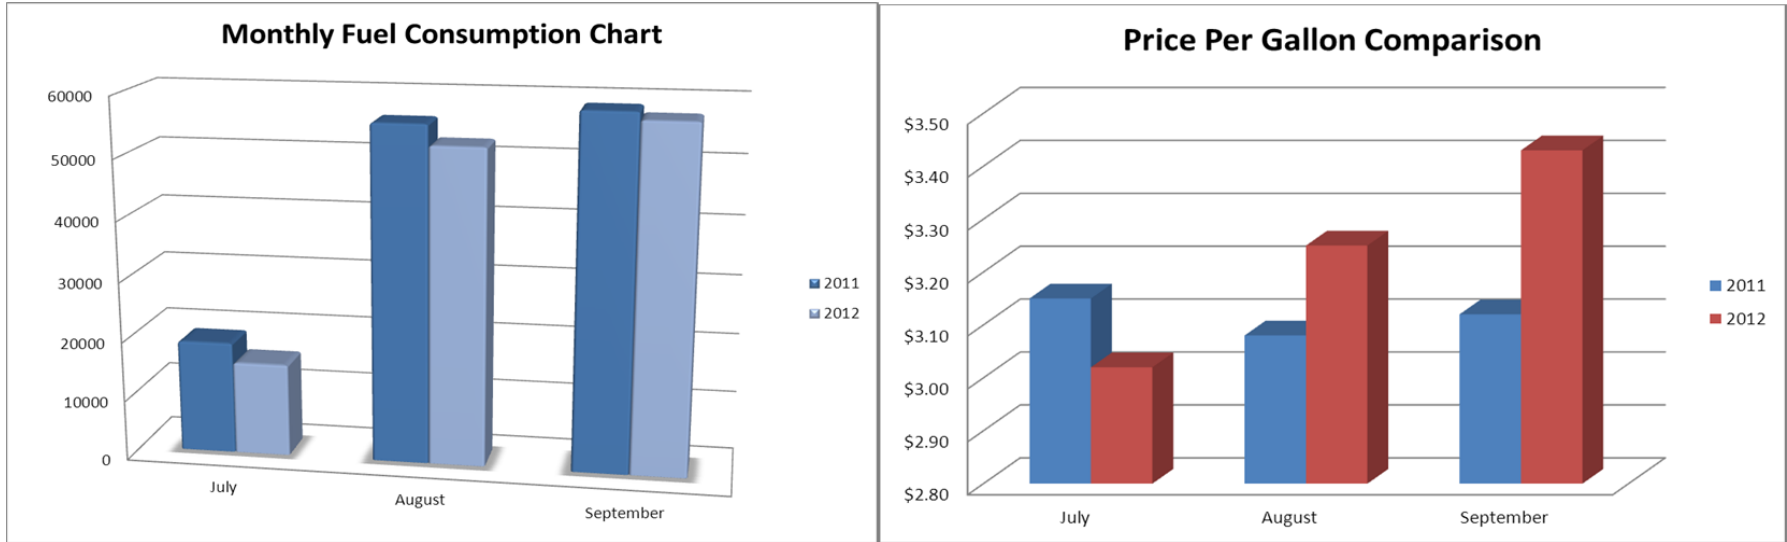 Monthly Fuel Consumption Chart
60000
50000
40000
30000
20000
10000
0
July
August
September
2011
2012
Price Per Gallon Comparison
$3.50
$3.40
$3.30
$3.20
$3.10
$3.00
$2.90
$2.80
July
August
September
2011
2012